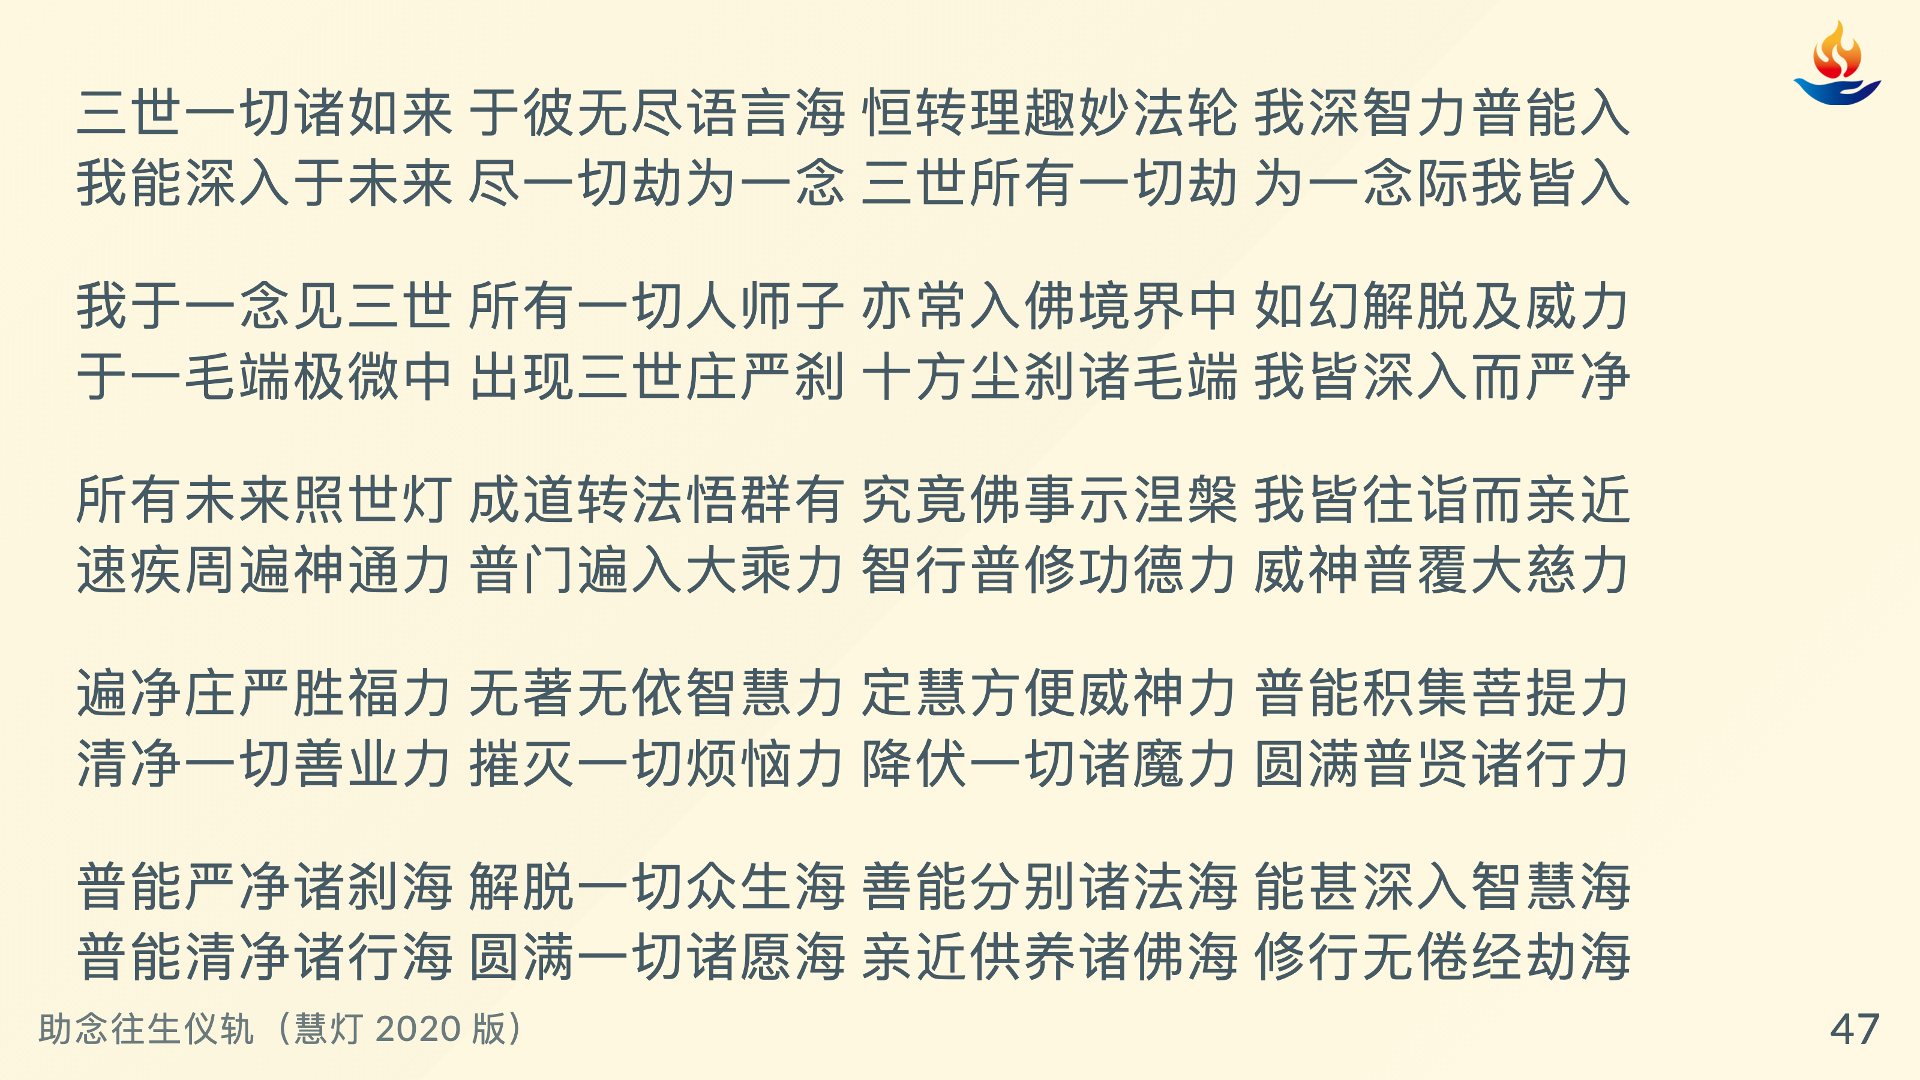 三世一切诸如来 于彼无尽语言海 恒转理趣妙法轮 我深智力普能入
我能深入于未来 尽一切劫为一念 三世所有一切劫 为一念际我皆入
我于一念见三世 所有一切人师子 亦常入佛境界中 如幻解脱及威力
于一毛端极微中 出现三世庄严刹 十方尘刹诸毛端 我皆深入而严净
所有未来照世灯 成道转法悟群有 究竟佛事示涅槃 我皆往诣而亲近
速疾周遍神通力 普门遍入大乘力 智行普修功德力 威神普覆大慈力
遍净庄严胜福力 无著无依智慧力 定慧方便威神力 普能积集菩提力
清净一切善业力 摧灭一切烦恼力 降伏一切诸魔力 圆满普贤诸行力
普能严净诸刹海 解脱一切众生海 善能分别诸法海 能甚深入智慧海
普能清净诸行海 圆满一切诸愿海 亲近供养诸佛海 修行无倦经劫海
助念往生仪轨（慧灯 2020 版） 47